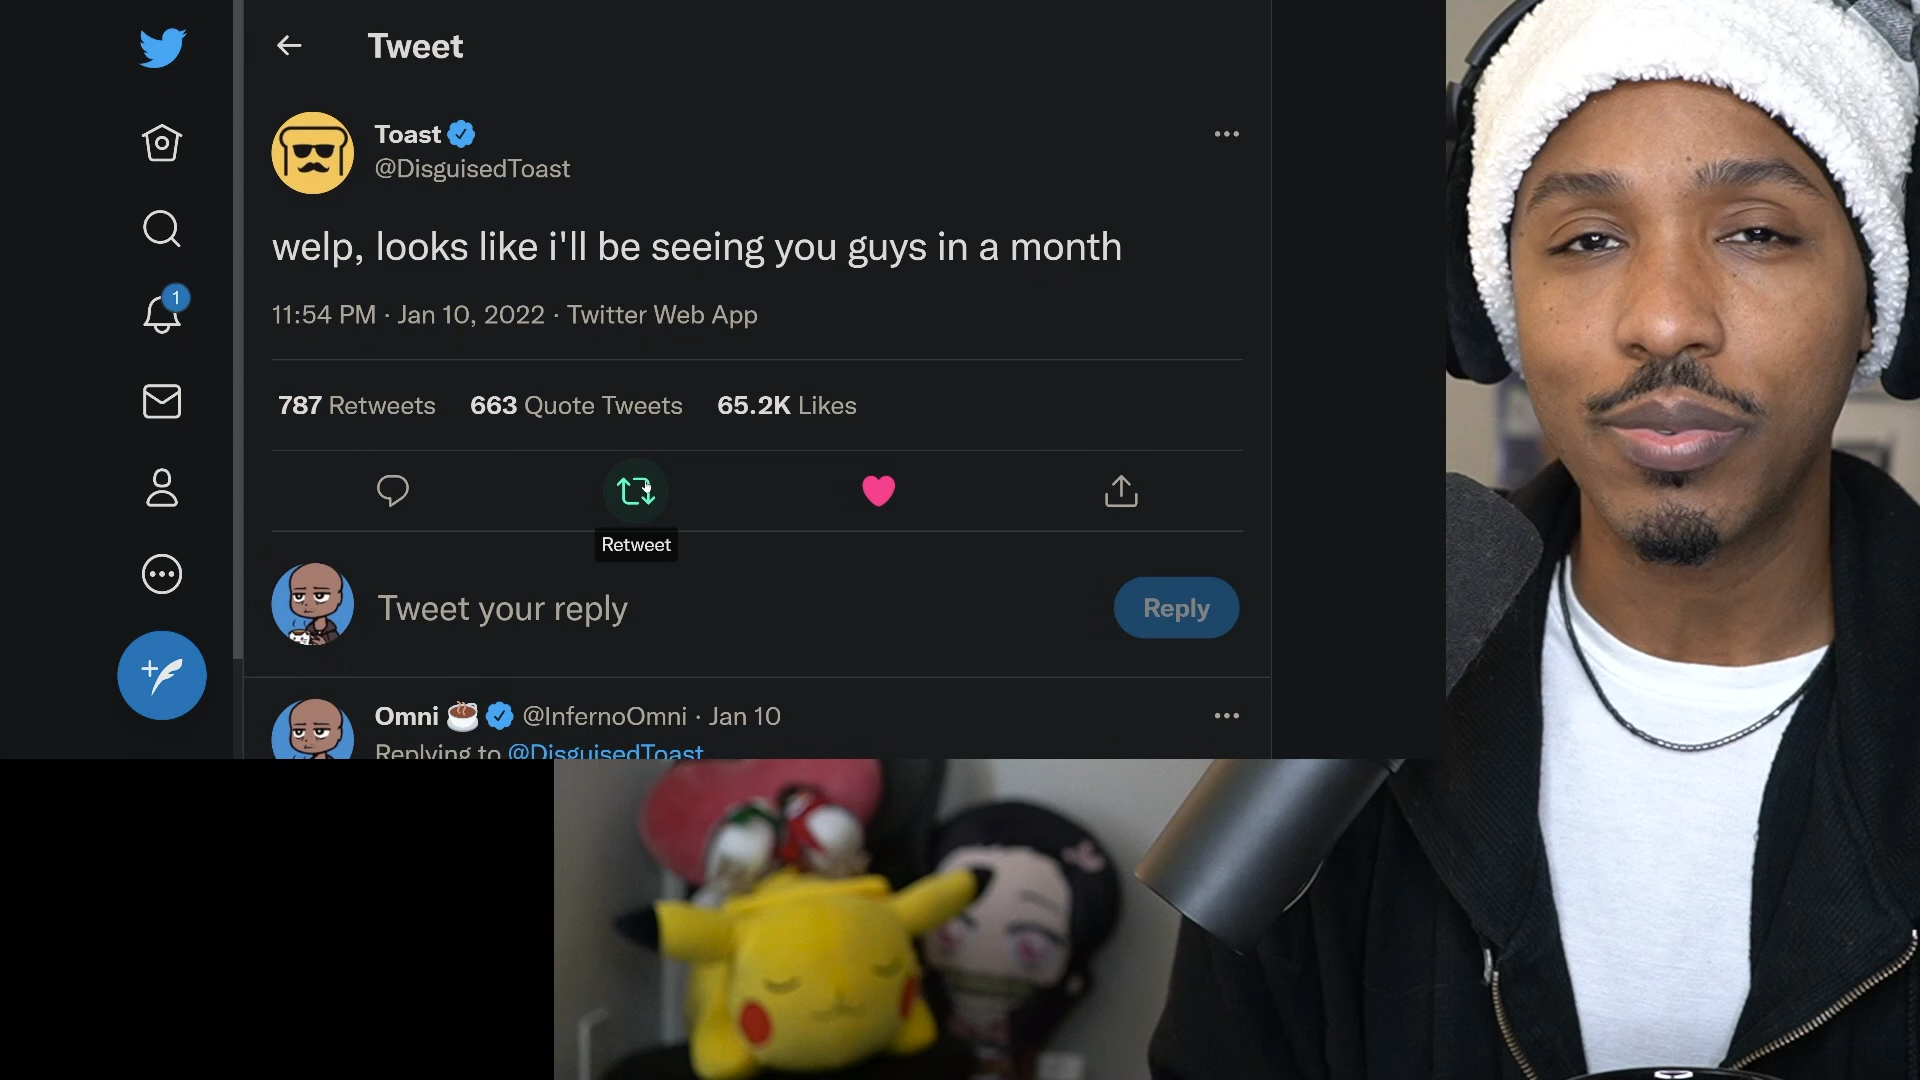 Tweet
Toast
@DisguisedToast
welp, looks like i'll be seeing you guys in a month
11:54 PM · Jan 10, 2022 · Twitter Web App
787 Retweets 663 Quote Tweets 65.2K Likes
Retweet
Tweet your reply
Reply
Omni @InfernoOmni · Jan 10
Replying to @DisguisedToast
1